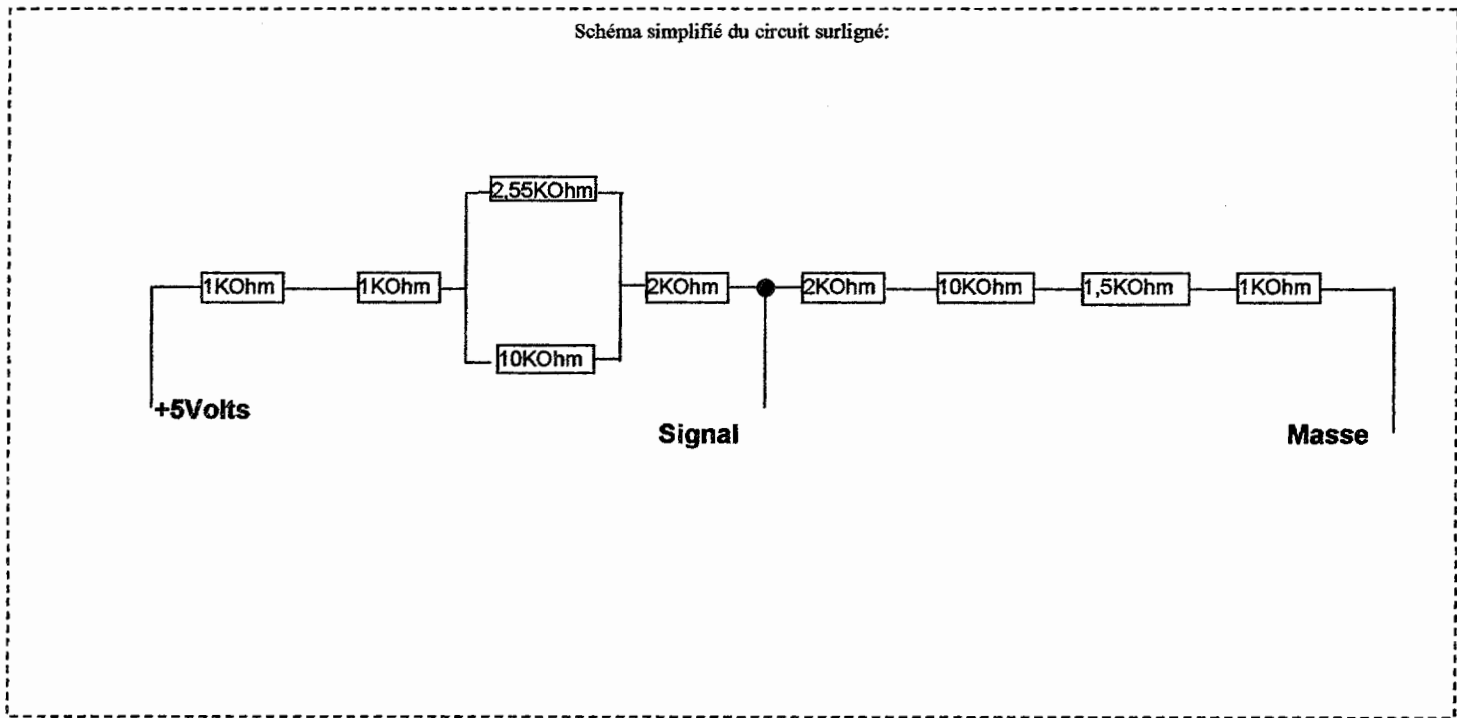 Schéma simplifié du circuit surligné:
2,55KOhm
1KOhm
1KOhm
2KOhm
2KOhm
10KOhm
1,5KOhm
1KOhm
10KOhm
+5Volts
Signal
Masse